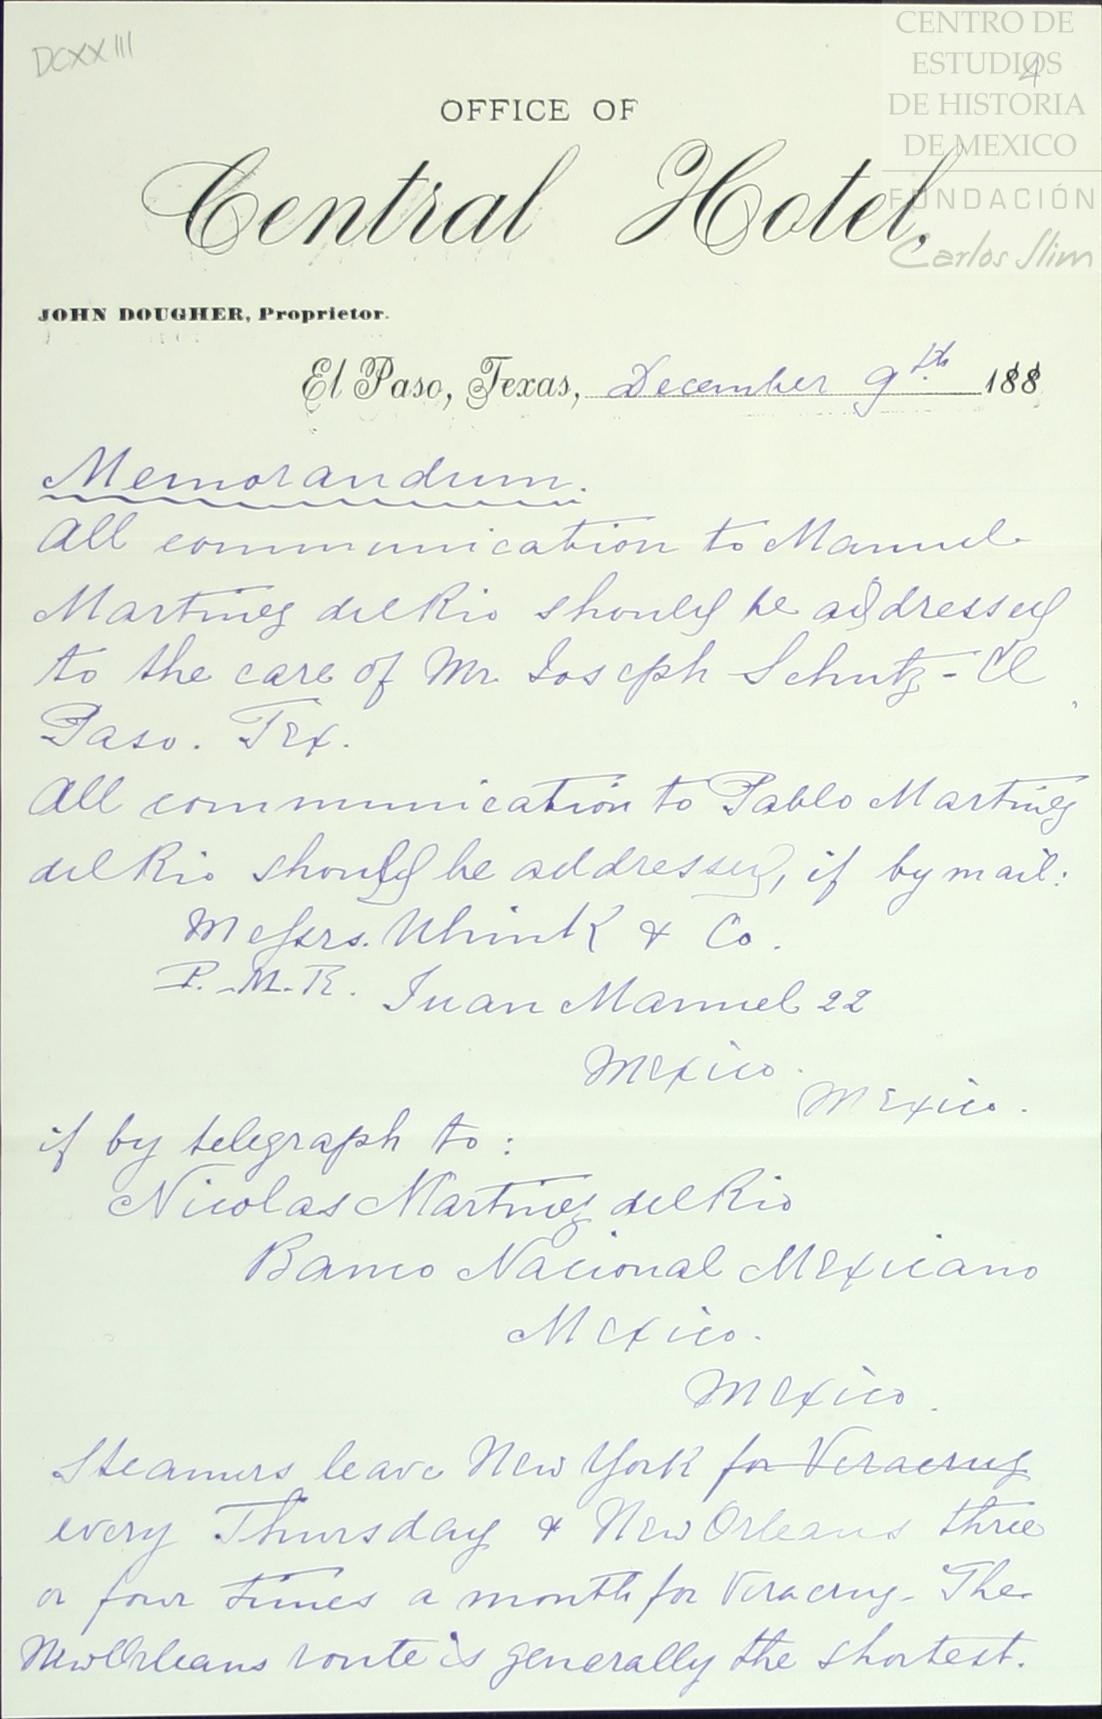 DCXXIII
4
CENTRO DE
ESTUDIOS
DE HISTORIA
DE MEXICO
FUNDACIÓN
Carlos Slim
OFFICE OF
Central Hotel,
JOHN DOUGHER, Proprietor.
El Paso, Texas, December 9th. 188
Memorandum.
All communication to Manuel
Martinez del Rio should be addressed
to the care of Mr. Joseph Schutz - El
Paso. Tex.
All communication to Pablo Martinez
del Rio should be addressed, if by mail:
Messrs. & Co.
P.M.R. Juan Manuel 22
Mexico.
Mexico.
if by telegraph to:
Nicolas Martinez del Rio
Banco Nacional Mexicano
Mexico.
Mexico.
Steamers leave New York for Veracruz
every Thursday & New Orleans three
or four times a month for Veracruz. The
New Orleans route is generally the shortest.